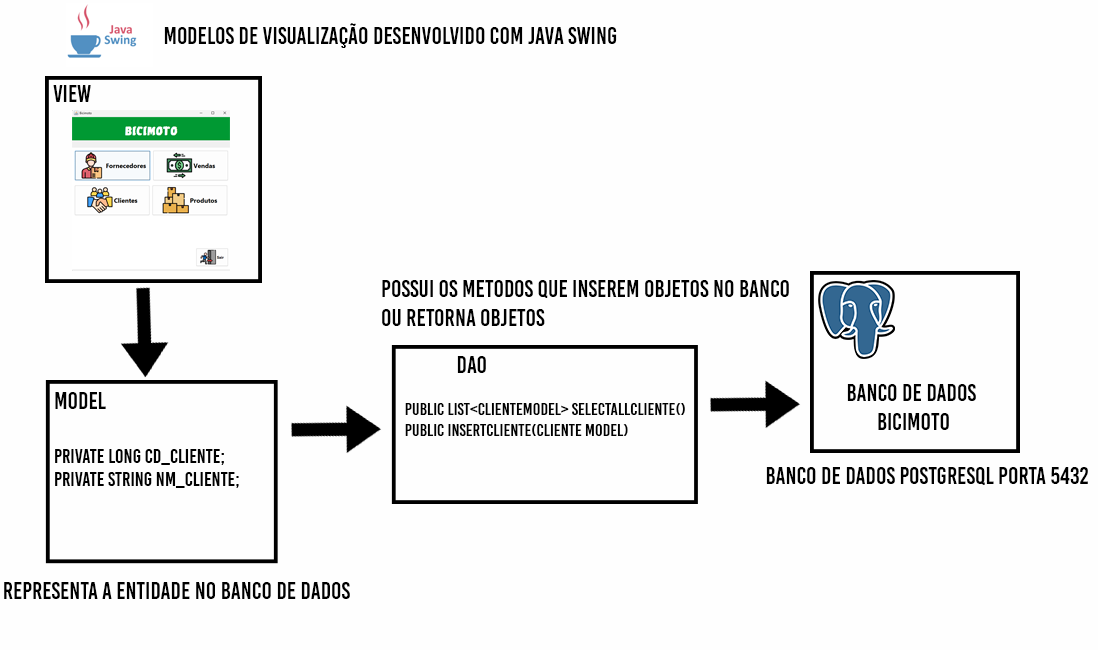 Java
Swing
MODELOS DE VISUALIZAÇÃO DESENVOLVIDO COM JAVA SWING
VIEW
Bicimoto
BICIMOTO
Fornecedores
Vendas
Clientes
Produtos
Sair
POSSUI OS METODOS QUE INSEREM OBJETOS NO BANCO
OU RETORNA OBJETOS
MODEL
PRIVATE LONG CD_CLIENTE;
PRIVATE STRING NM_CLIENTE;
DAO
PUBLIC LIST<CLIENTEMODEL> SELECTALLCLIENTE()
PUBLIC INSERTCLIENTE(CLIENTE MODEL)
BANCO DE DADOS
BICIMOTO
BANCO DE DADOS POSTGRESQL PORTA 5432
REPRESENTA A ENTIDADE NO BANCO DE DADOS